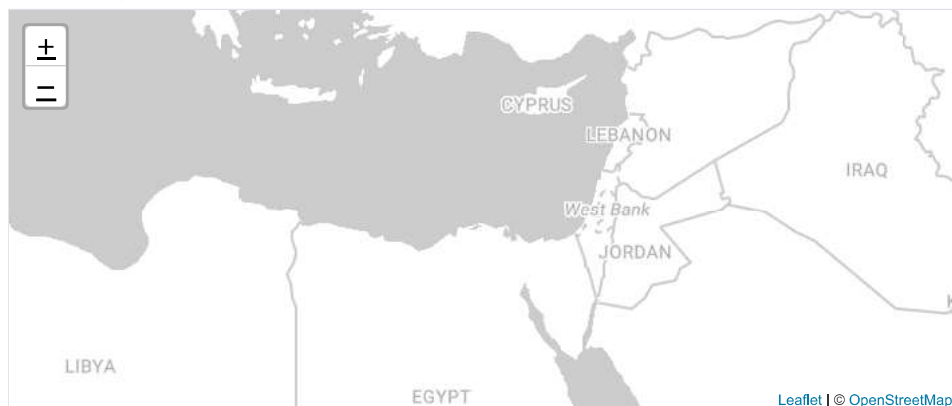 +
−
CYPRUS
LEBANON
IRAQ
West Bank
JORDAN
LIBYA
EGYPT
Leaflet | © OpenStreetMap